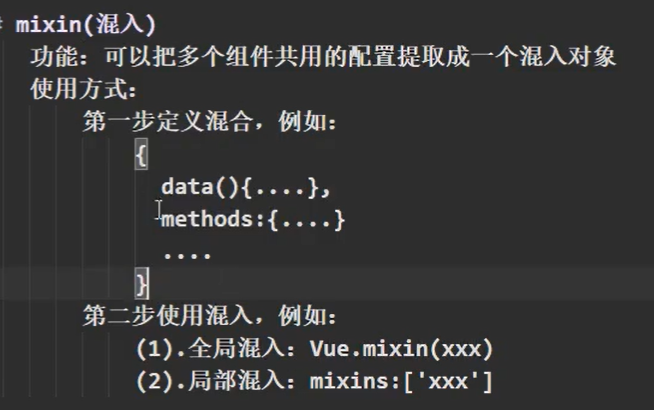 # mixin(混入)
功能：可以把多个组件共用的配置提取成一个混入对象
使用方式：
第一步定义混合，例如：
{
data(){....},
methods:{....}
....
}
第二步使用混入，例如：
(1).全局混入：Vue.mixin(xxx)
(2).局部混入：mixins:['xxx']